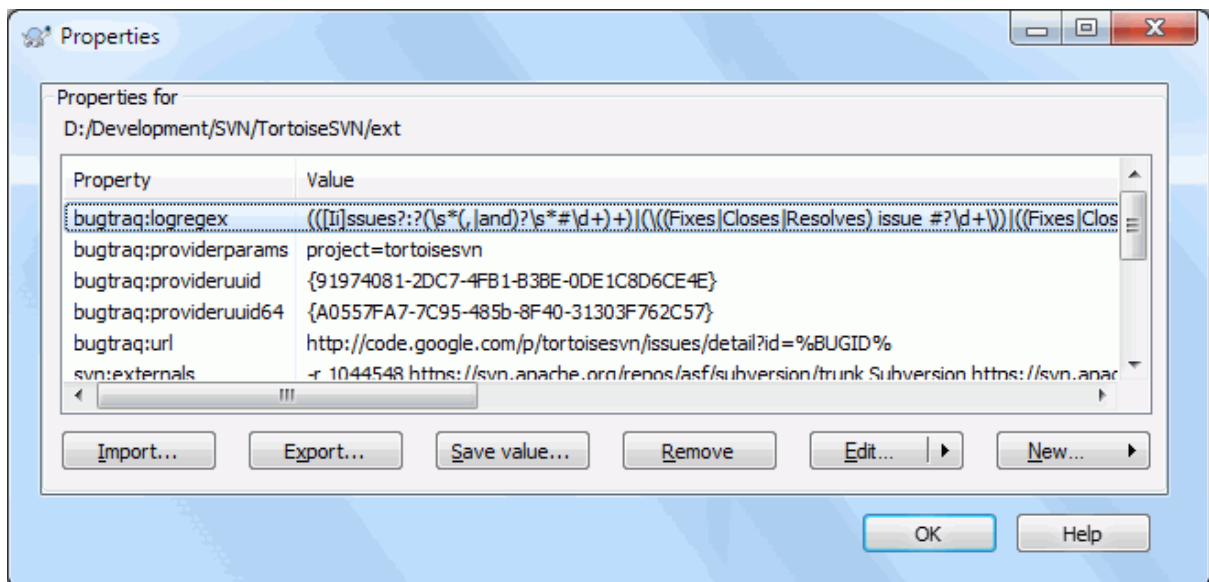 Properties
Properties for
D:/Development/SVN/TortoiseSVN/ext
Property Value
bugtraq:logregex (([Ii]ssues?:?(\s*(,|and)?\s*#\d+)+)|(\((Fixes|Closes|Resolves) issue #?\d+\))|((Fixes|Clos
bugtraq:providerparams project=tortoisesvn
bugtraq:provideruuid {91974081-2DC7-4FB1-B3BE-0DE1C8D6CE4E}
bugtraq:provideruuid64 {A0557FA7-7C95-485b-8F40-31303F762C57}
bugtraq:url http://code.google.com/p/tortoisesvn/issues/detail?id=%BUGID%
svn:externals -r 1044548 https://svn.apache.org/repos/asf/subversion/trunk Subversion https://svn.apac
Import... Export... Save value... Remove Edit... New...
OK Help